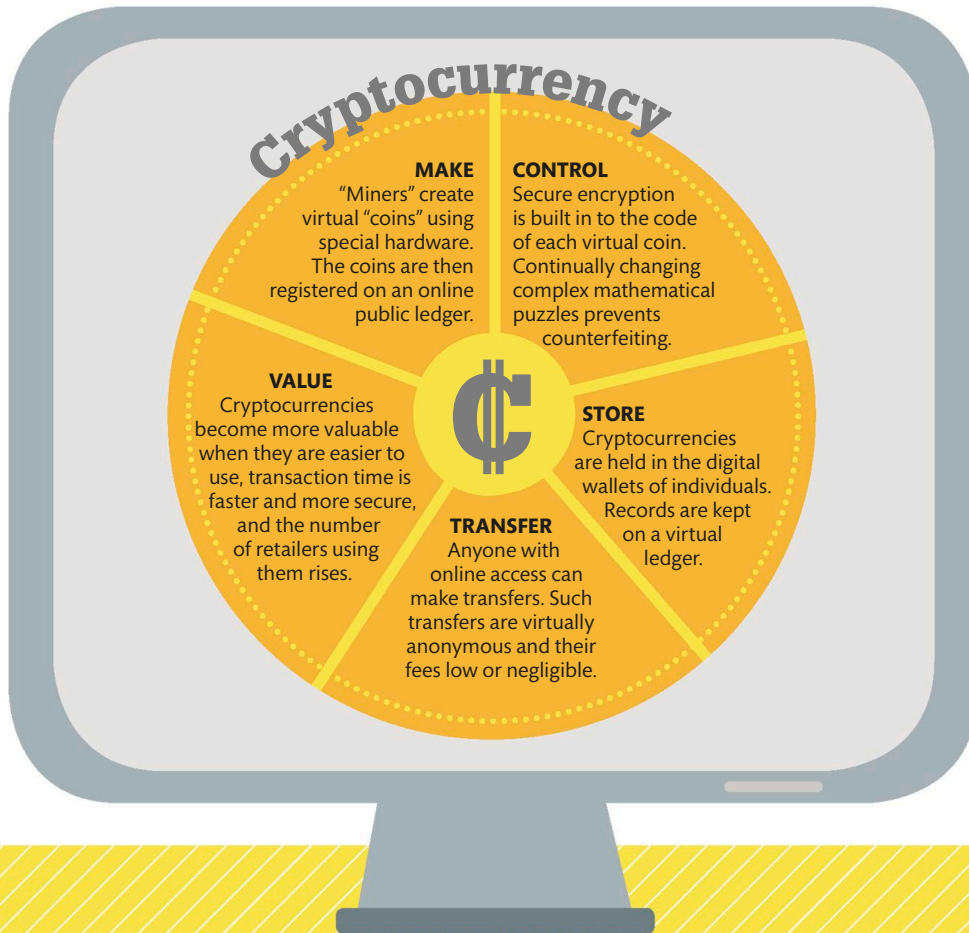 Cryptocurrency
MAKE
"Miners" create
virtual "coins" using
special hardware.
The coins are then
registered on an online
public ledger.
CONTROL
Secure encryption
is built in to the code
of each virtual coin.
Continually changing
complex mathematical
puzzles prevents
counterfeiting.
STORE
Cryptocurrencies
are held in the digital
wallets of individuals.
Records are kept
on a virtual
ledger.
TRANSFER
Anyone with
online access can
make transfers. Such
transfers are virtually
anonymous and their
fees low or negligible.
VALUE
Cryptocurrencies
become more valuable
when they are easier to
use, transaction time is
faster and more secure,
and the number
of retailers using
them rises.